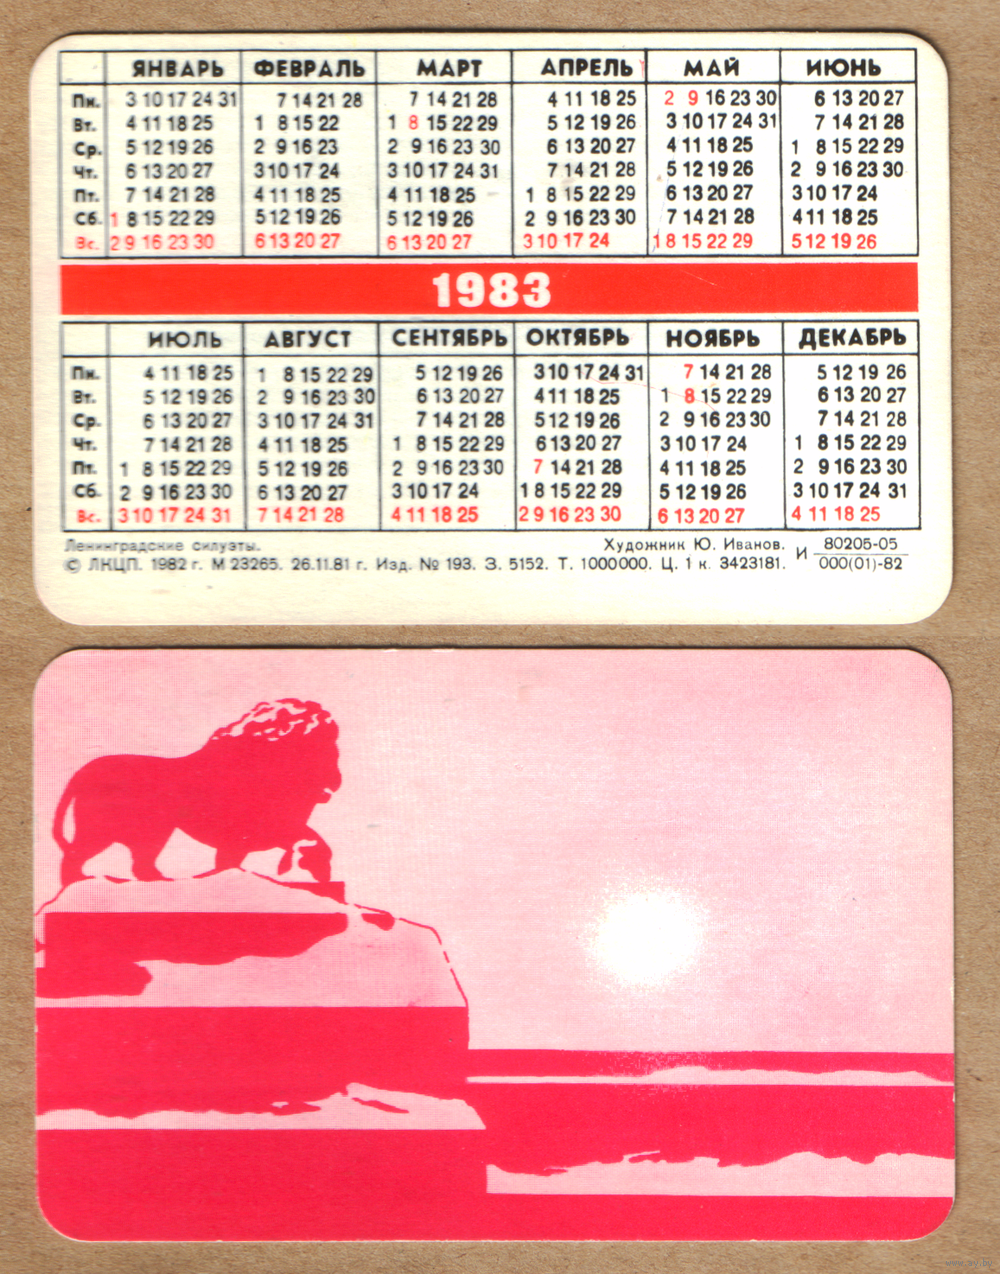 ЯНВАРЬ ФЕВРАЛЬ МАРТ АПРЕЛЬ МАЙ ИЮНЬ
Пн. 3 10 17 24 31 7 14 21 28 7 14 21 28 4 11 18 25 2 9 16 23 30 6 13 20 27
Вт. 4 11 18 25 1 8 15 22 1 8 15 22 29 5 12 19 26 3 10 17 24 31 7 14 21 28
Ср. 5 12 19 26 2 9 16 23 2 9 16 23 30 6 13 20 27 4 11 18 25 1 8 15 22 29
Чт. 6 13 20 27 3 10 17 24 3 10 17 24 31 7 14 21 28 5 12 19 26 2 9 16 23 30
Пт. 7 14 21 28 4 11 18 25 4 11 18 25 1 8 15 22 29 6 13 20 27 3 10 17 24
Сб. 1 8 15 22 29 5 12 19 26 5 12 19 26 2 9 16 23 30 7 14 21 28 4 11 18 25
Вс. 2 9 16 23 30 6 13 20 27 6 13 20 27 3 10 17 24 1 8 15 22 29 5 12 19 26
1983
ИЮЛЬ АВГУСТ СЕНТЯБРЬ ОКТЯБРЬ НОЯБРЬ ДЕКАБРЬ
Пн. 4 11 18 25 1 8 15 22 29 5 12 19 26 3 10 17 24 31 7 14 21 28 5 12 19 26
Вт. 5 12 19 26 2 9 16 23 30 6 13 20 27 4 11 18 25 1 8 15 22 29 6 13 20 27
Ср. 6 13 20 27 3 10 17 24 31 7 14 21 28 5 12 19 26 2 9 16 23 30 7 14 21 28
Чт. 7 14 21 28 4 11 18 25 1 8 15 22 29 6 13 20 27 3 10 17 24 1 8 15 22 29
Пт. 1 8 15 22 29 5 12 19 26 2 9 16 23 30 7 14 21 28 4 11 18 25 2 9 16 23 30
Сб. 2 9 16 23 30 6 13 20 27 3 10 17 24 1 8 15 22 29 5 12 19 26 3 10 17 24 31
Вс. 3 10 17 24 31 7 14 21 28 4 11 18 25 2 9 16 23 30 6 13 20 27 4 11 18 25
Ленинградские силуэты. Художник Ю. Иванов. И 80205-05
© ЛКЦП. 1982 г. М 23265. 26.11.81 г. Изд. № 193. З. 5152. Т. 1000000. Ц. 1 к. 3423181. 000(01)-82